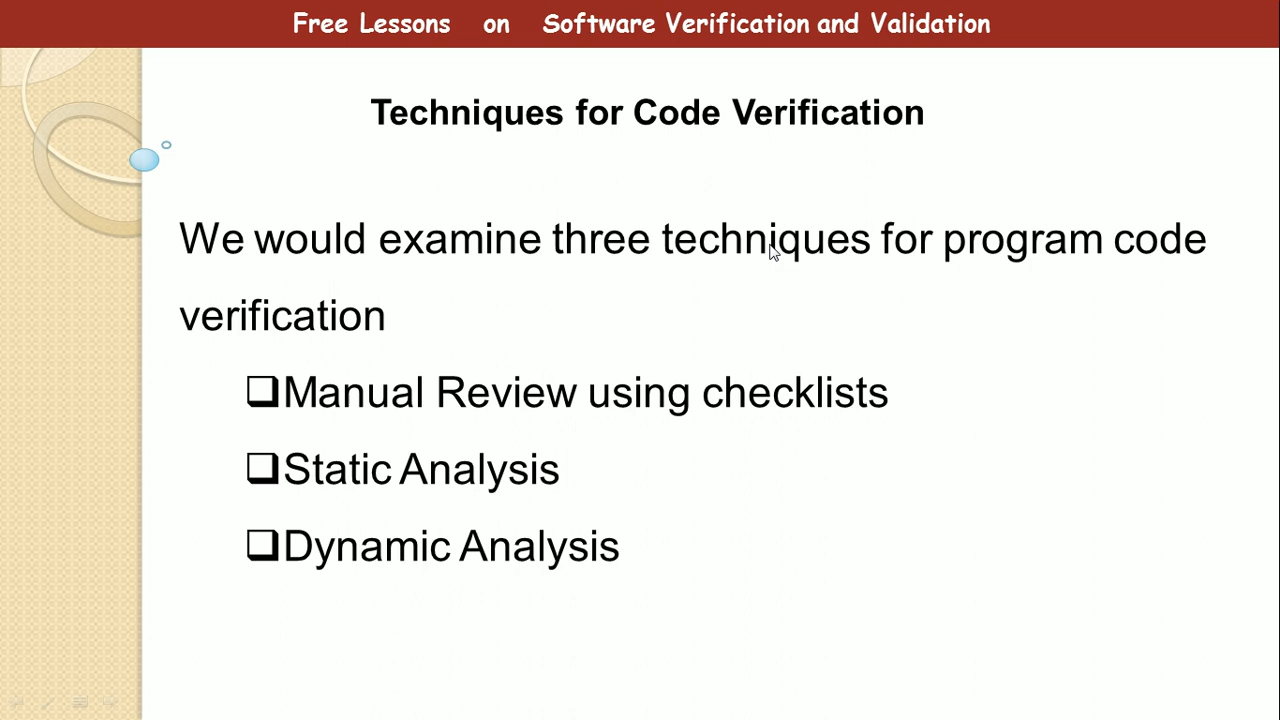 Free Lessons on Software Verification and Validation
Techniques for Code Verification
We would examine three techniques for program code
verification
❑Manual Review using checklists
❑Static Analysis
❑Dynamic Analysis